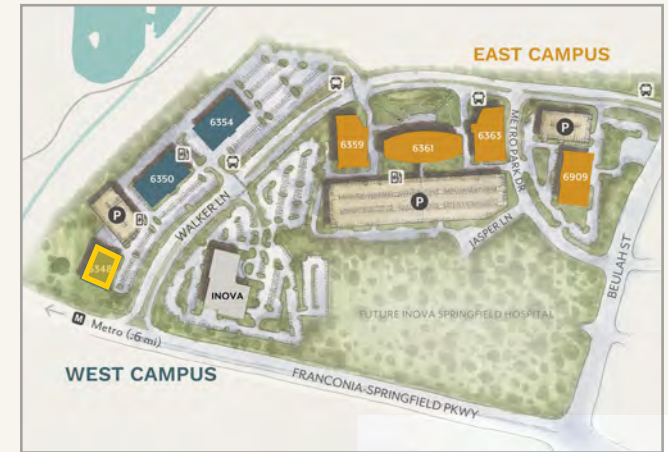 EAST CAMPUS
6354
6359
6361
6363
METRO PARK DR
P
6350
6909
P
WALKER LN
P
JASPER LN
6348
BEULAH ST
INOVA
FUTURE INOVA SPRINGFIELD HOSPITAL
M Metro (.6 mi)
WEST CAMPUS
FRANCONIA-SPRINGFIELD PKWY